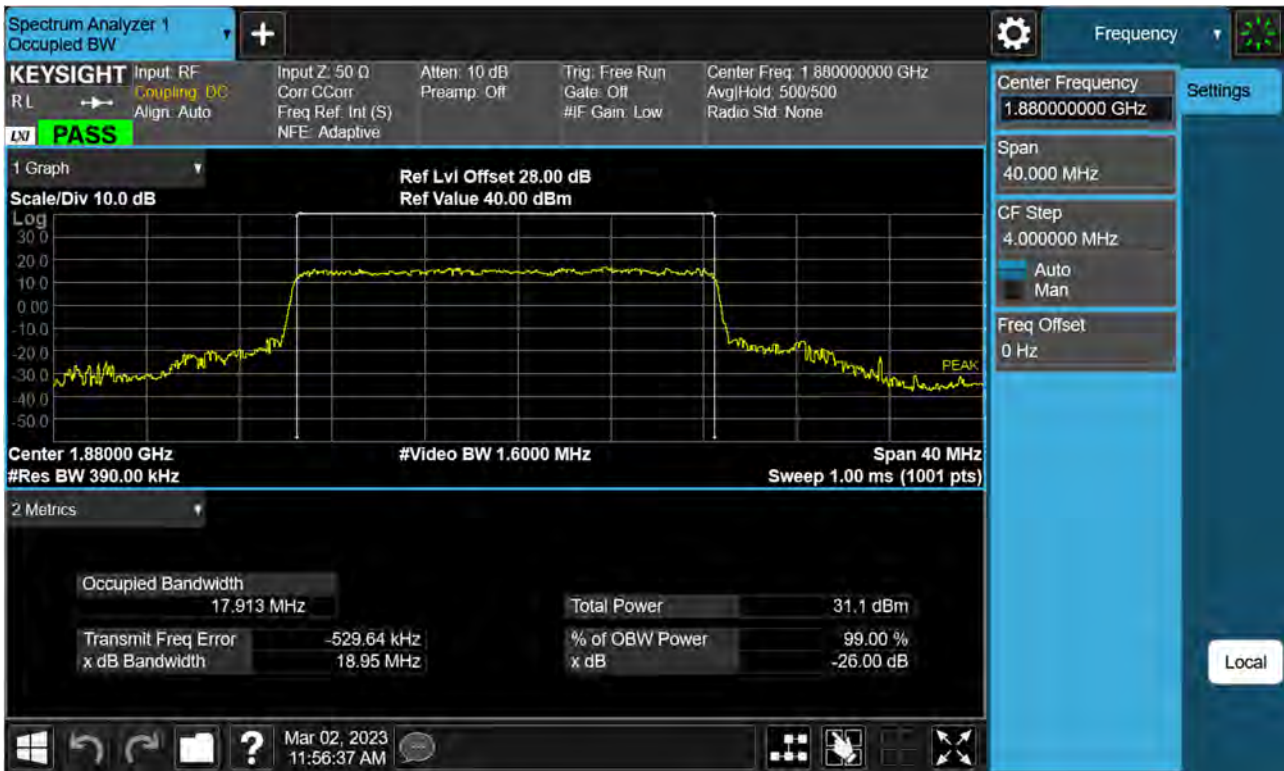 Spectrum Analyzer 1
Occupied BW
Frequency
KEYSIGHT
R L
LXI PASS
Input: RF
Coupling: DC
Align: Auto
Input Z: 50 Ω
Corr CCorr
Freq Ref: Int (S)
NFE: Adaptive
Atten: 10 dB
Preamp: Off
Trig: Free Run
Gate: Off
#IF Gain: Low
Center Freq: 1.880000000 GHz
Avg|Hold: 500/500
Radio Std: None
Center Frequency
1.880000000 GHz
Settings
Span
40.000 MHz
CF Step
4.000000 MHz
Auto
Man
Freq Offset
0 Hz
Local
1 Graph
Scale/Div 10.0 dB
Ref Lvl Offset 28.00 dB
Ref Value 40.00 dBm
Log
30.0
20.0
10.0
0.00
-10.0
-20.0
-30.0
-40.0
-50.0
PEAK
Center 1.88000 GHz
#Video BW 1.6000 MHz
Span 40 MHz
#Res BW 390.00 kHz
Sweep 1.00 ms (1001 pts)
2 Metrics
Occupied Bandwidth
17.913 MHz
Total Power 31.1 dBm
Transmit Freq Error -529.64 kHz
% of OBW Power 99.00 %
x dB Bandwidth 18.95 MHz
x dB -26.00 dB
?
Mar 02, 2023
11:56:37 AM